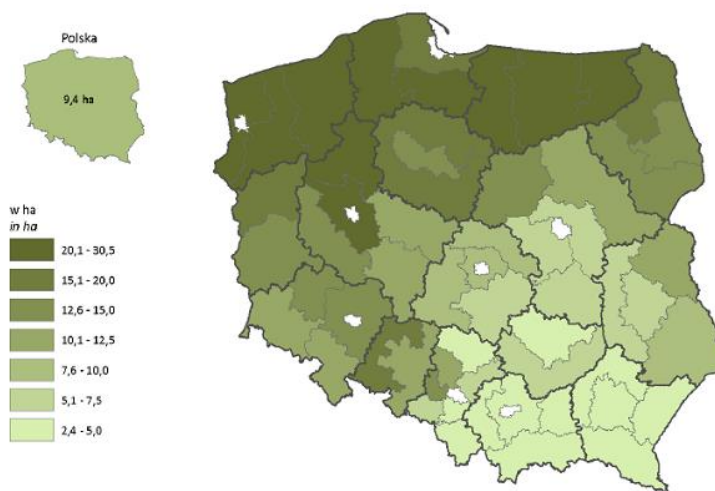 Polska
9,4 ha
w ha
in ha
20,1 - 30,5
15,1 - 20,0
12,6 - 15,0
10,1 - 12,5
7,6 - 10,0
5,1 - 7,5
2,4 - 5,0